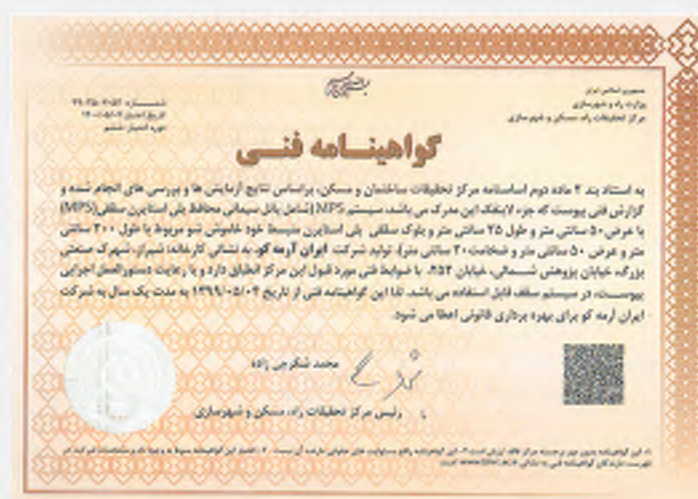 جمهوری اسلامی ایران
وزارت راه و شهرسازی
مرکز تحقیقات راه، مسکن و شهرسازی
گواهینامه فنی
به استناد بند ۲ ماده دوم اساسنامه مرکز تحقیقات ساختمان و مسکن، براساس نتایج آزمایش ها و بررسی های انجام شده و
گزارش فنی پیوست که جزء لاینفک این مدرک می باشد، سیستم MPS (شامل پانل سیمانی محافظ پلی استایرن سقفی (MPS)
با عرض ۵۰ سانتی متر و طول ۲۵ سانتی متر و بلوک سقفی پلی استایرن منبسط خود خاموش شو مربوط با طول ۲۰۰ سانتی
متر و عرض ۵۰ سانتی متر و ضخامت ۲۰ سانتی متر)، تولید شرکت ایران آرمه کو، به نشانی کارخانه: شیراز، شهرک صنعتی
بزرگ، خیابان پژوهش شمالی، خیابان ۲۵۲، با ضوابط فنی مورد قبول این مرکز انطباق دارد و با رعایت دستورالعمل اجرایی
پیوست، در سیستم سقف قابل استفاده می باشد. لذا این گواهینامه فنی از تاریخ ۱۳۹۹/۰۵/۰۴ به مدت یک سال به شرکت
ایران آرمه کو برای بهره برداری قانونی اعطا می شود.
محمد شکرچی زاده
رئیس مرکز تحقیقات راه، مسکن و شهرسازی